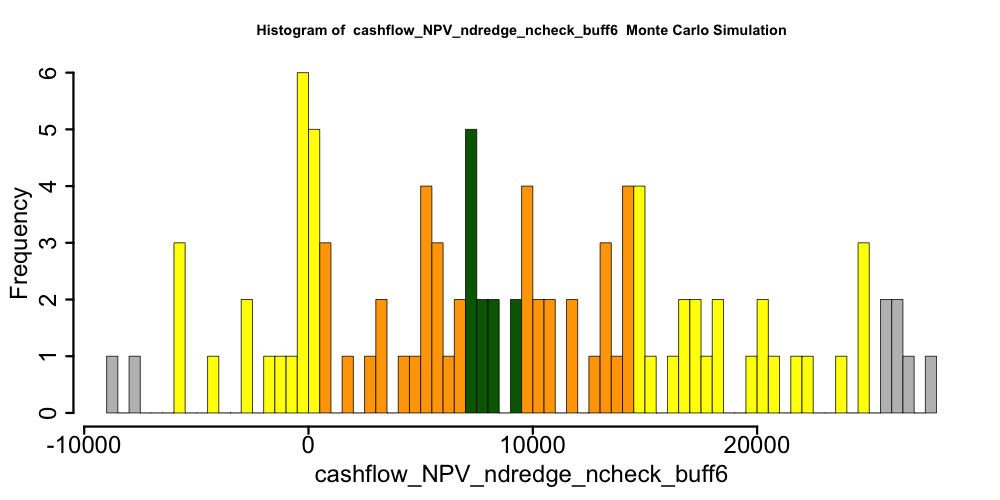 Histogram of cashflow_NPV_ndredge_ncheck_buff6 Monte Carlo Simulation
6
5
4
3
2
1
0
Frequency
-10000 0 10000 20000
cashflow_NPV_ndredge_ncheck_buff6